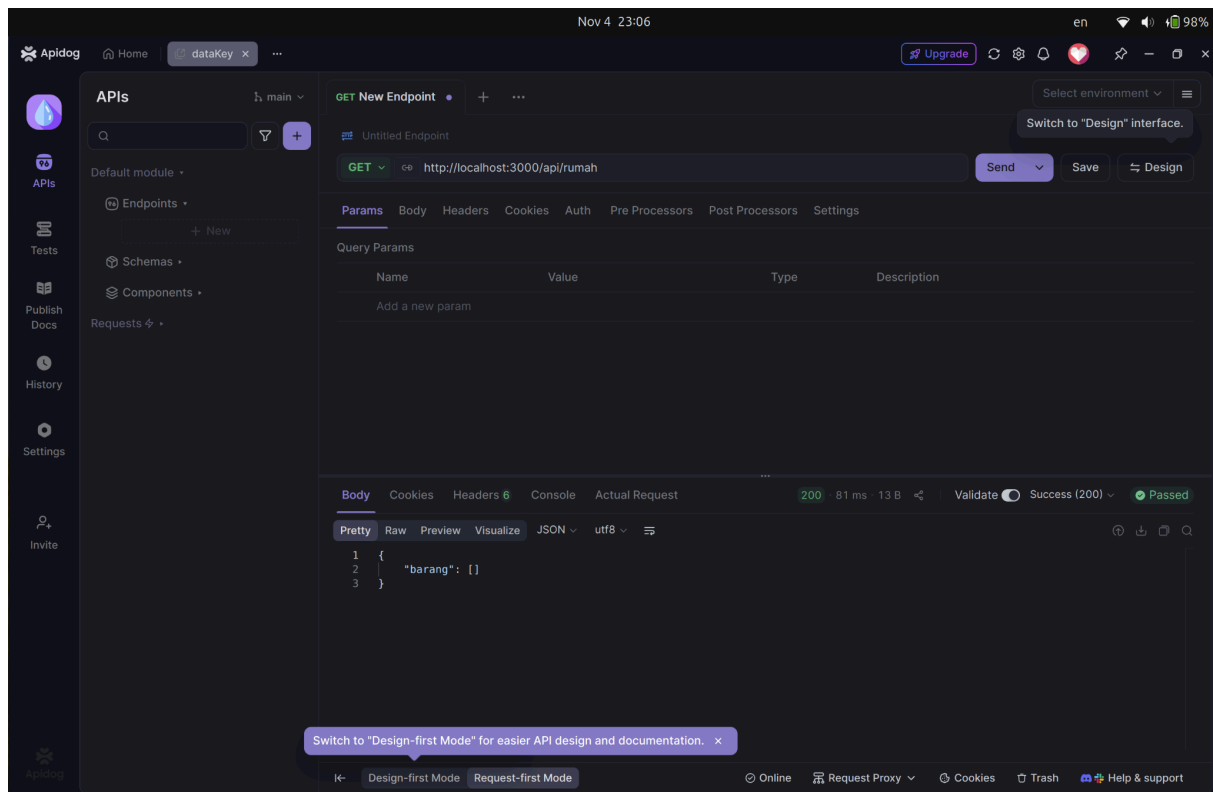 Nov 4 23:06
en
98%
Apidog
Home
dataKey
Upgrade
APIs
main
GET New Endpoint
Select environment
Switch to "Design" interface.
Untitled Endpoint
GET
http://localhost:3000/api/rumah
Send
Save
Design
APIs
Tests
Publish
Docs
History
Settings
Invite
Apidog
Default module
Endpoints
+ New
Schemas
Components
Requests
Params Body Headers Cookies Auth Pre Processors Post Processors Settings
Query Params
Name Value Type Description
Add a new param
Body Cookies Headers 6 Console Actual Request
200 · 81 ms · 13 B
Validate
Success (200)
Passed
Pretty Raw Preview Visualize JSON utf8
1 {
2 "barang": []
3 }
Switch to "Design-first Mode" for easier API design and documentation. ×
Design-first Mode Request-first Mode
Online Request Proxy Cookies Trash Help & support